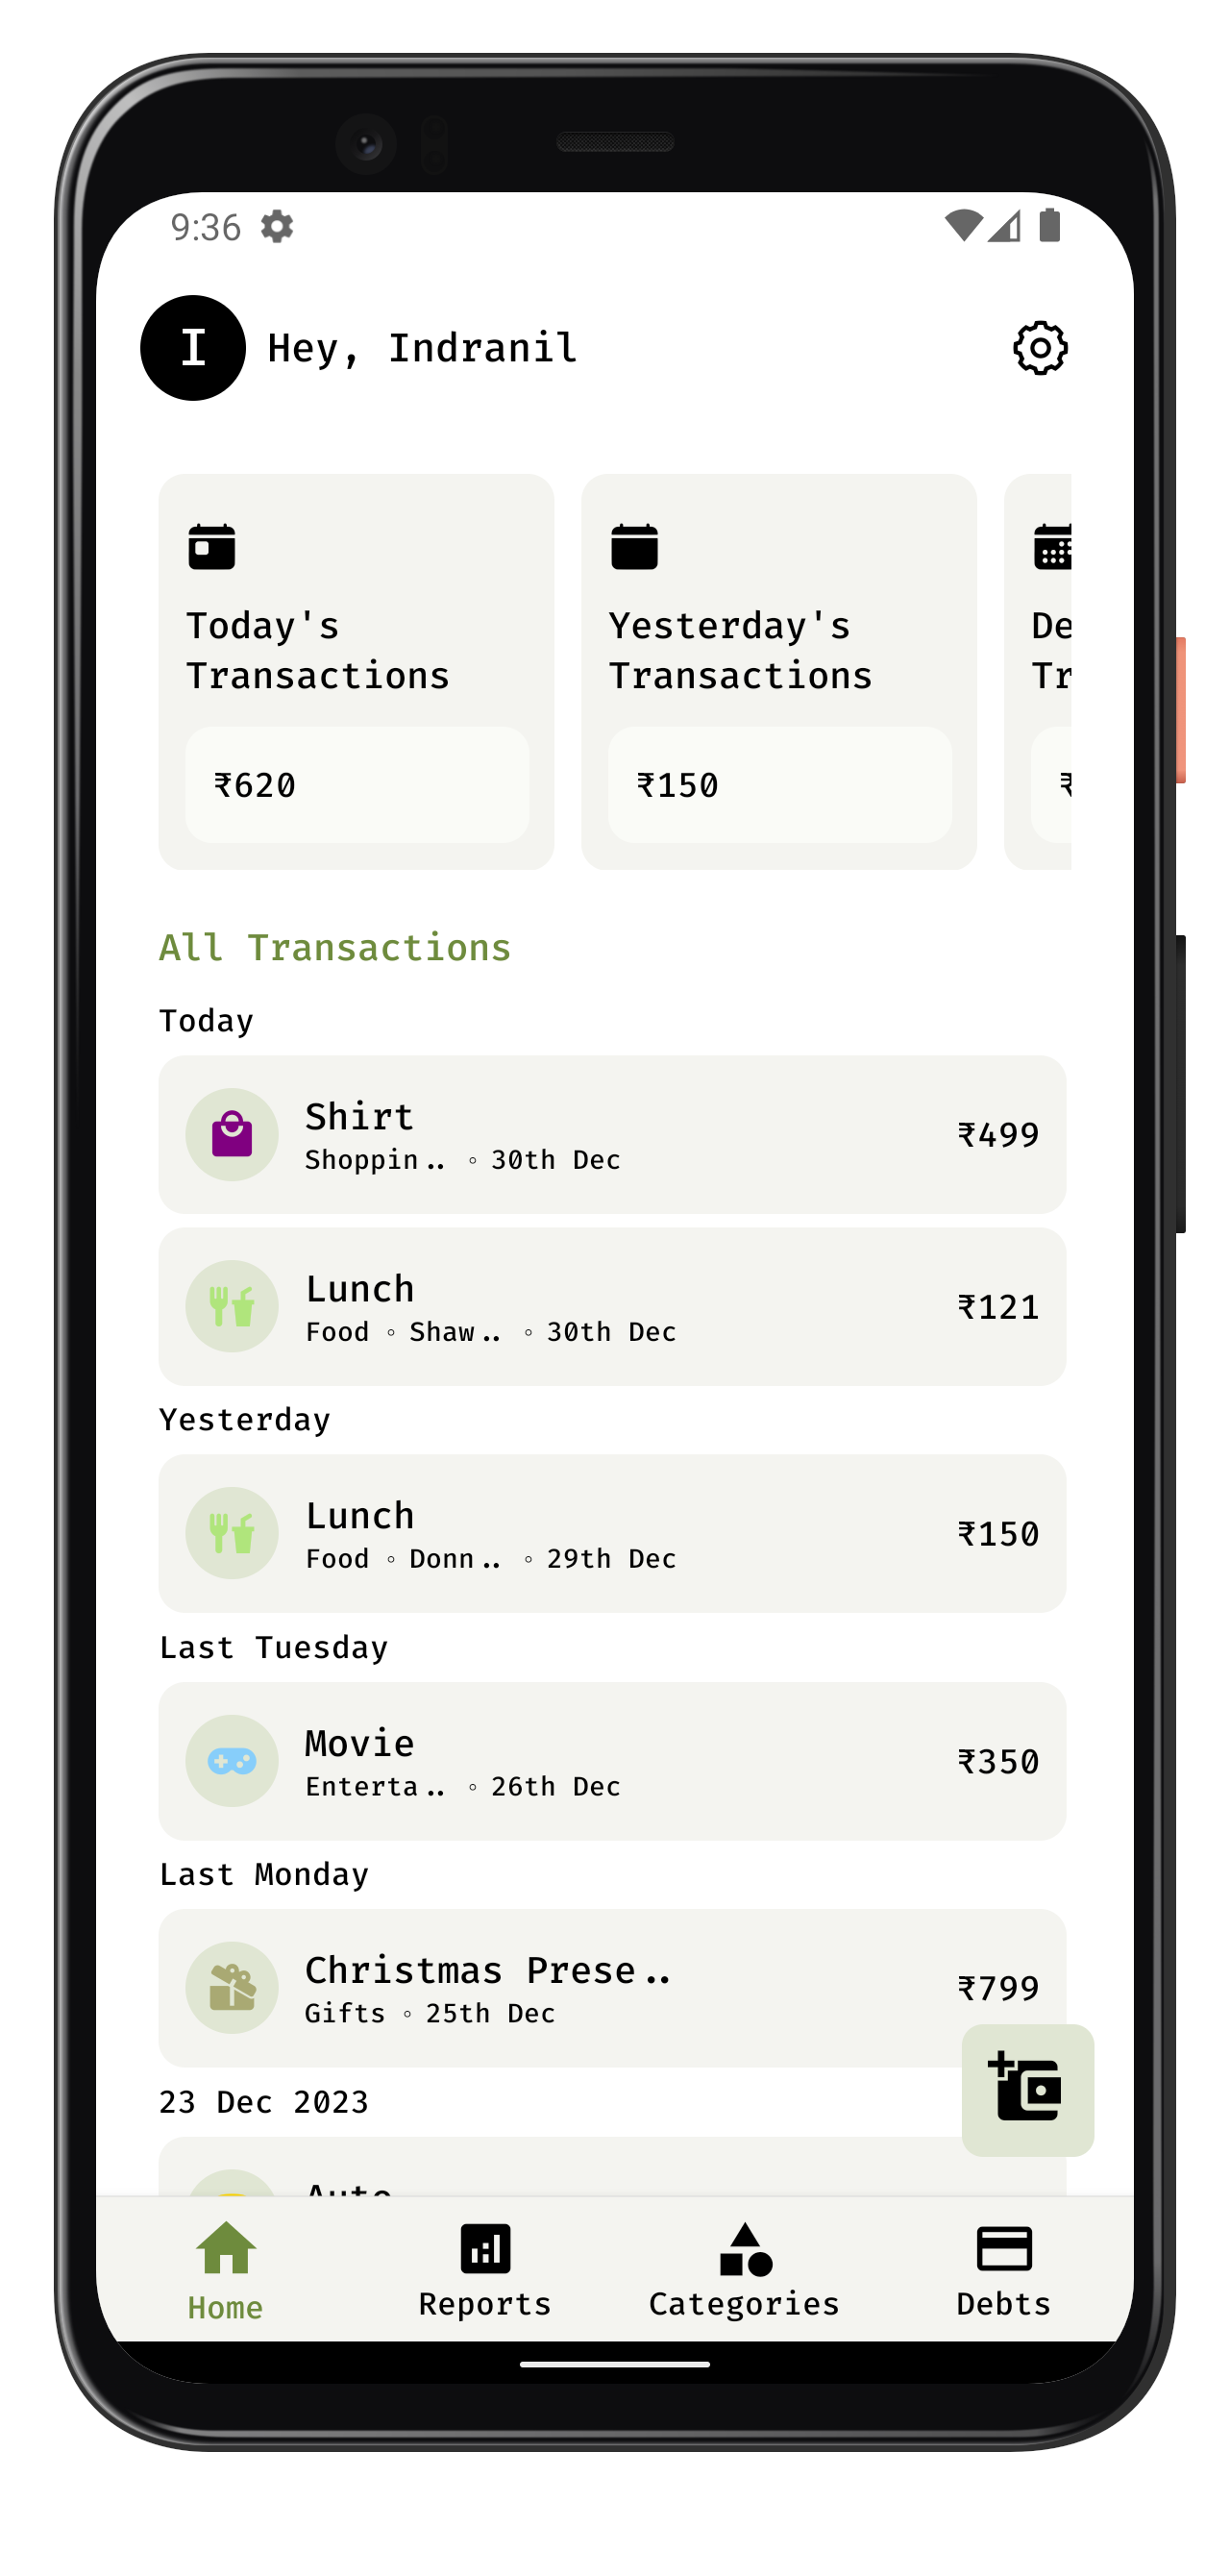 9:36
I
Hey, Indranil
Today's
Transactions
₹620
Yesterday's
Transactions
₹150
De
Tr
₹
All Transactions
Today
Shirt
Shoppin.. ◦ 30th Dec
₹499
Lunch
Food ◦ Shaw.. ◦ 30th Dec
₹121
Yesterday
Lunch
Food ◦ Donn.. ◦ 29th Dec
₹150
Last Tuesday
Movie
Enterta.. ◦ 26th Dec
₹350
Last Monday
Christmas Prese..
Gifts ◦ 25th Dec
₹799
23 Dec 2023
Auto
Home
Reports
Categories
Debts